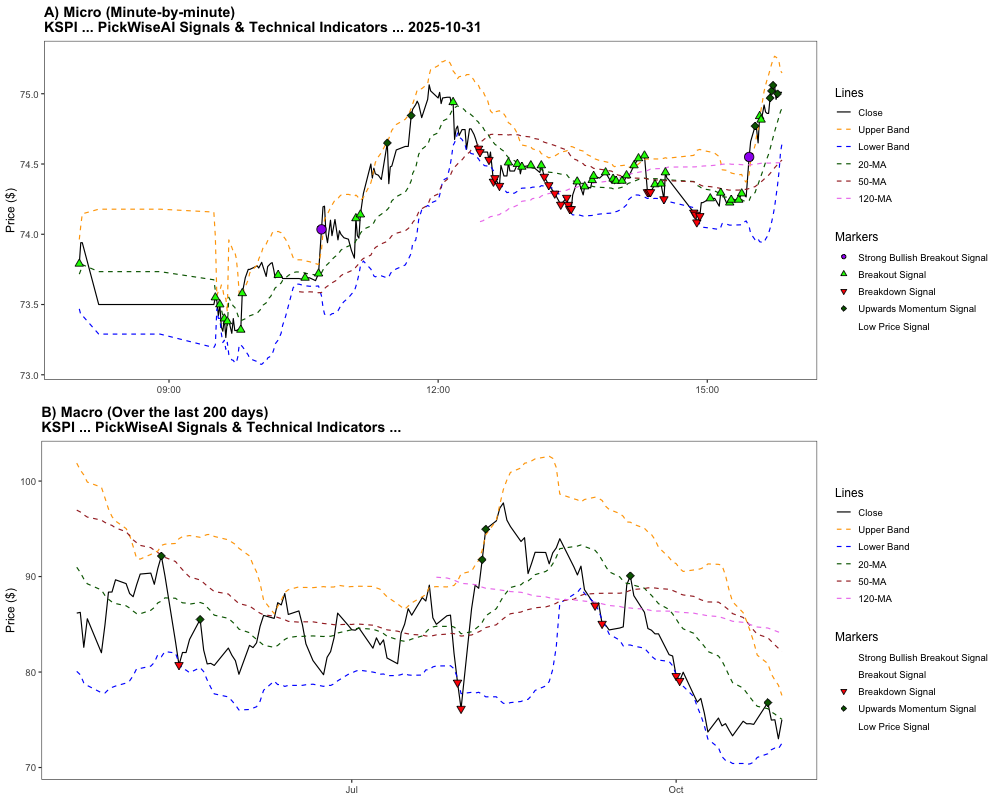 A) Micro (Minute-by-minute)
KSPI ... PickWiseAI Signals & Technical Indicators ... 2025-10-31
Price ($)
75.0
74.5
74.0
73.5
73.0
09:00
12:00
15:00
Lines
Close
Upper Band
Lower Band
20-MA
50-MA
120-MA
Markers
Strong Bullish Breakout Signal
Breakout Signal
Breakdown Signal
Upwards Momentum Signal
Low Price Signal
B) Macro (Over the last 200 days)
KSPI ... PickWiseAI Signals & Technical Indicators ...
Price ($)
100
90
80
70
Jul
Oct
Lines
Close
Upper Band
Lower Band
20-MA
50-MA
120-MA
Markers
Strong Bullish Breakout Signal
Breakout Signal
Breakdown Signal
Upwards Momentum Signal
Low Price Signal